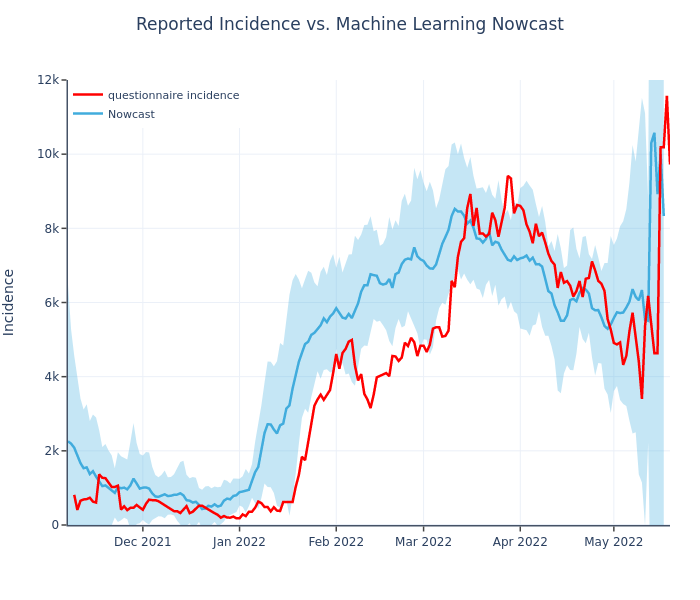 Reported Incidence vs. Machine Learning Nowcast
12k
10k
8k
6k
4k
2k
0
Incidence
questionnaire incidence
Nowcast
Dec 2021
Jan 2022
Feb 2022
Mar 2022
Apr 2022
May 2022